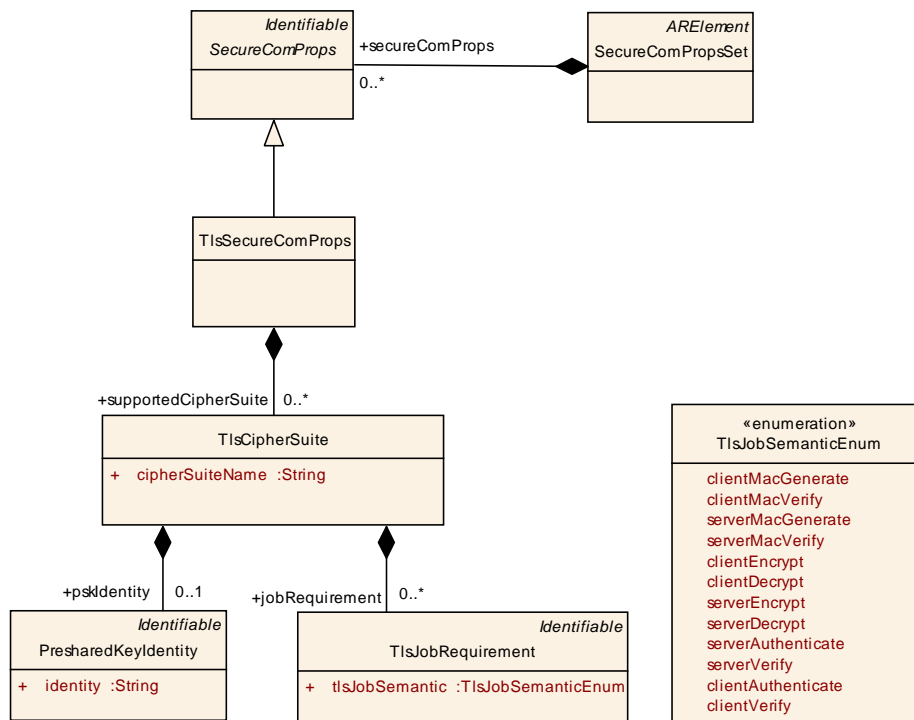 Identifiable
SecureComProps
+secureComProps
0..*
ARElement
SecureComPropsSet
TlsSecureComProps
+supportedCipherSuite 0..*
TlsCipherSuite
+ cipherSuiteName :String
«enumeration»
TlsJobSemanticEnum
clientMacGenerate
clientMacVerify
serverMacGenerate
serverMacVerify
clientEncrypt
clientDecrypt
serverEncrypt
serverDecrypt
serverAuthenticate
serverVerify
clientAuthenticate
clientVerify
+pskIdentity 0..1
+jobRequirement 0..*
Identifiable
PresharedKeyIdentity
+ identity :String
Identifiable
TlsJobRequirement
+ tlsJobSemantic :TlsJobSemanticEnum